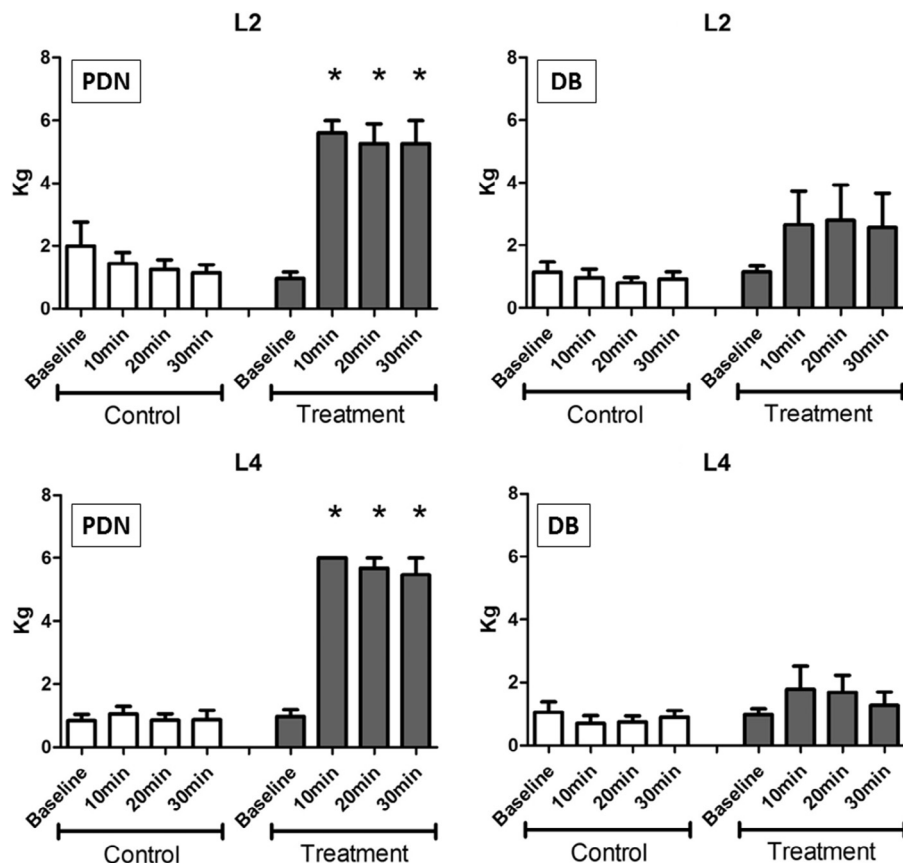 L2
PDN
* * *
8
6
4
2
0
Kg
Baseline 10min 20min 30min Baseline 10min 20min 30min
Control Treatment
L2
DB
8
6
4
2
0
Kg
Baseline 10min 20min 30min Baseline 10min 20min 30min
Control Treatment
L4
PDN
* * *
8
6
4
2
0
Kg
Baseline 10min 20min 30min Baseline 10min 20min 30min
Control Treatment
L4
DB
8
6
4
2
0
Kg
Baseline 10min 20min 30min Baseline 10min 20min 30min
Control Treatment